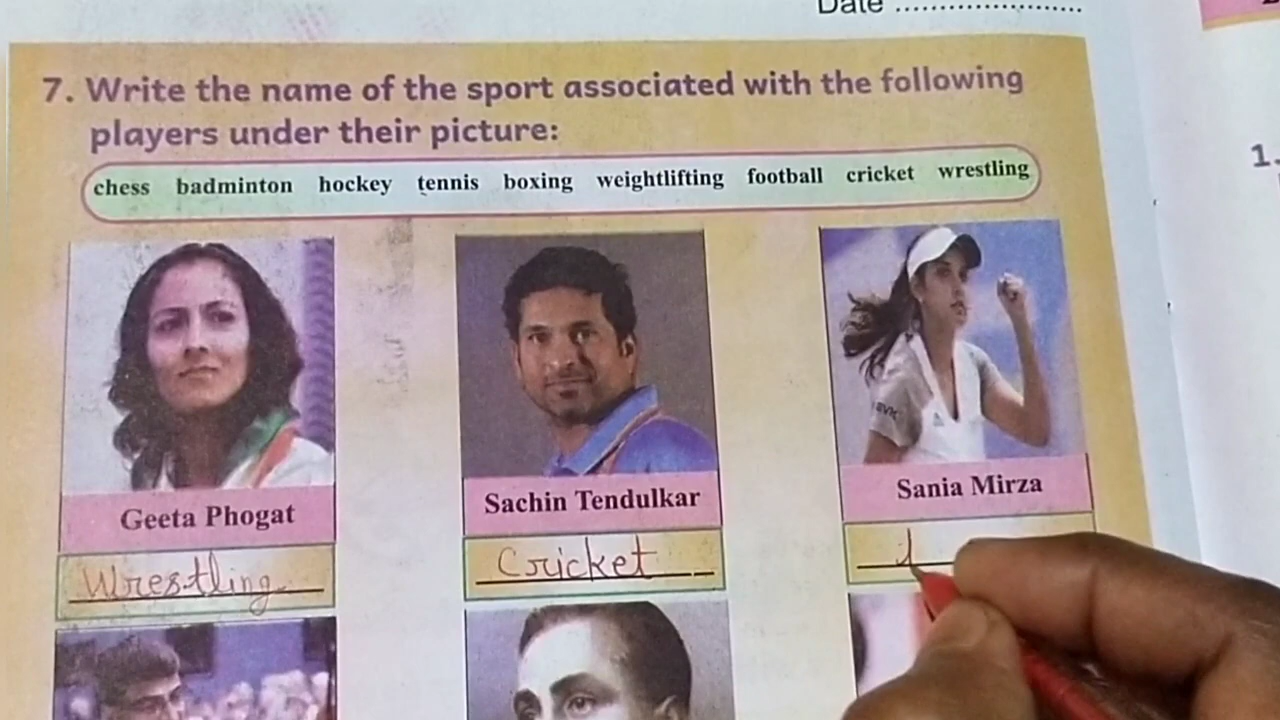 Date ........................
7. Write the name of the sport associated with the following
players under their picture:
chess badminton hockey tennis boxing weightlifting football cricket wrestling
Geeta Phogat
Sachin Tendulkar
Sania Mirza
Wrestling
Cricket
1.